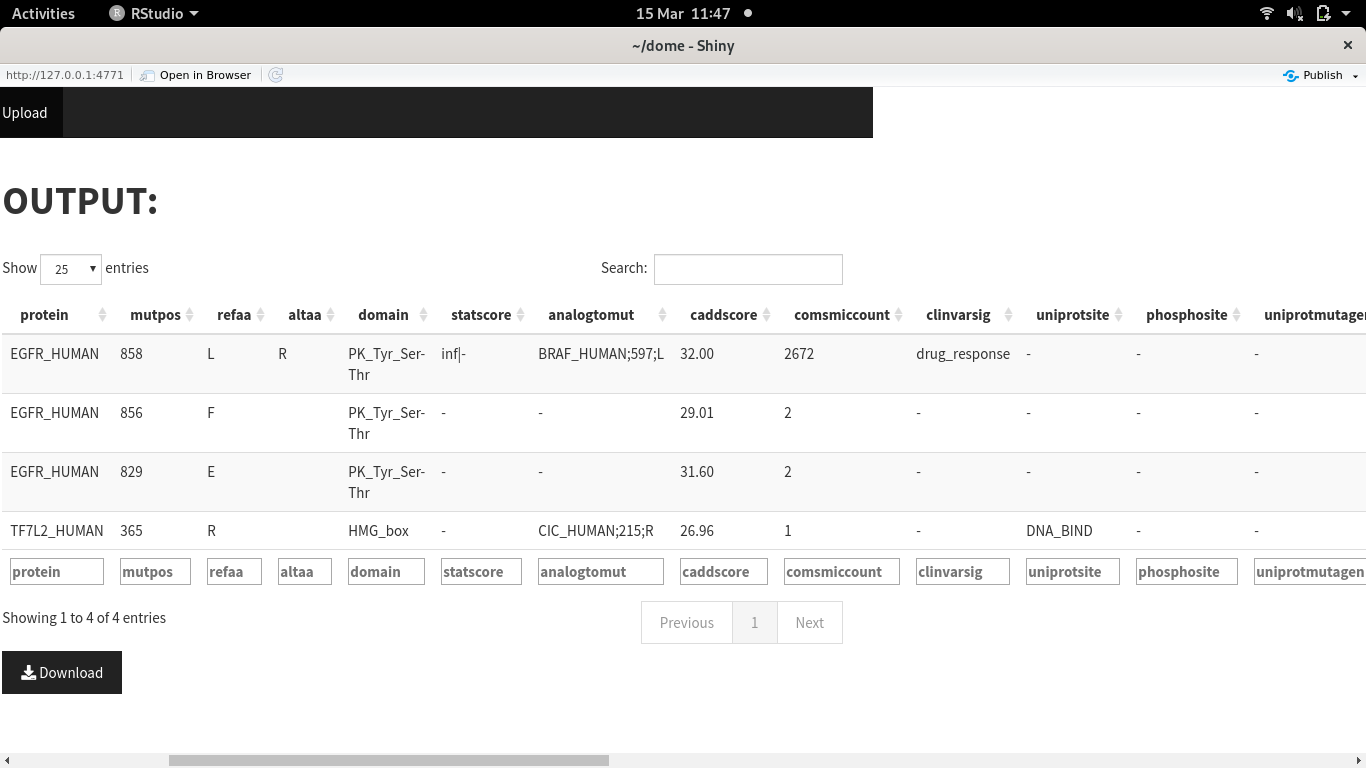 Activities RStudio 15 Mar 11:47
~/dome - Shiny
http://127.0.0.1:4771 Open in Browser Publish
Upload
OUTPUT:
Show 25 entries Search:
protein mutpos refaa altaa domain statscore analogtomut caddscore comsmiccount clinvarsig uniprotsite phosphosite uniprotmutagen
EGFR_HUMAN 858 L R PK_Tyr_Ser- inf|- BRAF_HUMAN;597;L 32.00 2672 drug_response - - -
Thr
EGFR_HUMAN 856 F PK_Tyr_Ser- - - 29.01 2 - - - -
Thr
EGFR_HUMAN 829 E PK_Tyr_Ser- - - 31.60 2 - - - -
Thr
TF7L2_HUMAN 365 R HMG_box - CIC_HUMAN;215;R 26.96 1 - DNA_BIND - -
protein mutpos refaa altaa domain statscore analogtomut caddscore comsmiccount clinvarsig uniprotsite phosphosite uniprotmutagen
Showing 1 to 4 of 4 entries Previous 1 Next
Download